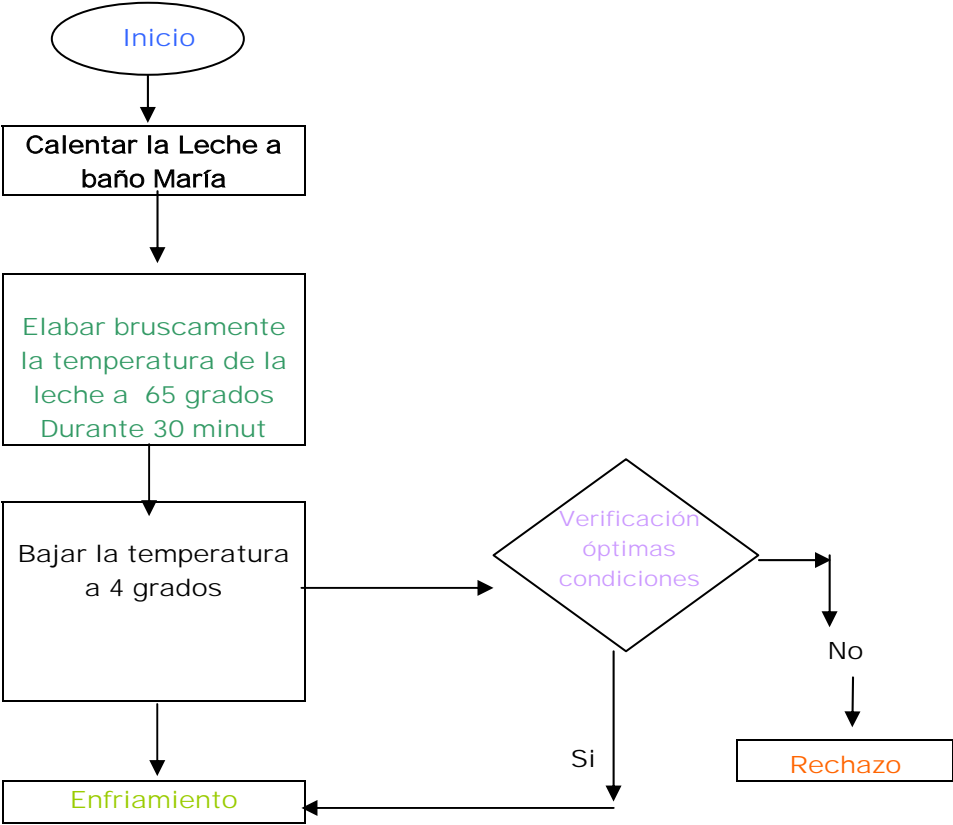 Inicio
Calentar la Leche a
baño María
Elabar bruscamente
la temperatura de la
leche a 65 grados
Durante 30 minut
Bajar la temperatura
a 4 grados
Verificación
óptimas
condiciones
No
Si
Rechazo
Enfriamiento